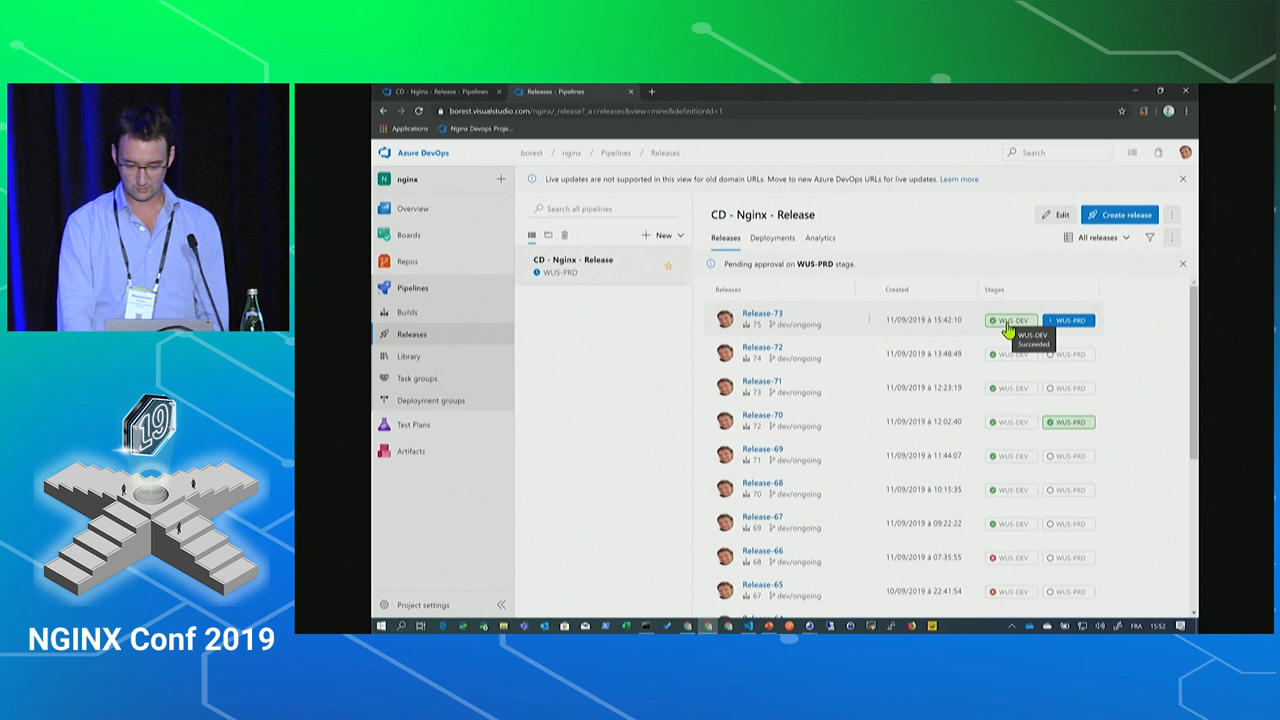 CD - Nginx - Release - Pipelines
Releases - Pipelines
borest.visualstudio.com/nginx/_release?_a=releases&view=mine&definitionId=1
Applications
Nginx Devops Proje...
Azure DevOps
borest / nginx / Pipelines / Releases
Search
N
nginx
Live updates are not supported in this view for old domain URLs. Move to new Azure DevOps URLs for live updates. Learn more
Overview
Boards
Repos
Pipelines
Builds
Releases
Library
Task groups
Deployment groups
Test Plans
Artifacts
Project settings
Search all pipelines
New
CD - Nginx - Release
WUS-PRD
CD - Nginx - Release
Edit
Create release
Releases Deployments Analytics
All releases
Pending approval on WUS-PRD stage.
Releases Created Stages
Release-73
75 dev/ongoing
11/09/2019 à 15:42:10
WUS-DEV WUS-PRD
WUS-DEV
Succeeded
Release-72
74 dev/ongoing
11/09/2019 à 13:48:49
WUS-DEV WUS-PRD
Release-71
73 dev/ongoing
11/09/2019 à 12:23:19
WUS-DEV WUS-PRD
Release-70
72 dev/ongoing
11/09/2019 à 12:02:40
WUS-DEV WUS-PRD
Release-69
71 dev/ongoing
11/09/2019 à 11:44:07
WUS-DEV WUS-PRD
Release-68
70 dev/ongoing
11/09/2019 à 10:15:35
WUS-DEV WUS-PRD
Release-67
69 dev/ongoing
11/09/2019 à 09:22:22
WUS-DEV WUS-PRD
Release-66
68 dev/ongoing
11/09/2019 à 07:35:55
WUS-DEV WUS-PRD
Release-65
67 dev/ongoing
10/09/2019 à 22:41:54
WUS-DEV WUS-PRD
FRA 15:52
19
NGINX Conf 2019